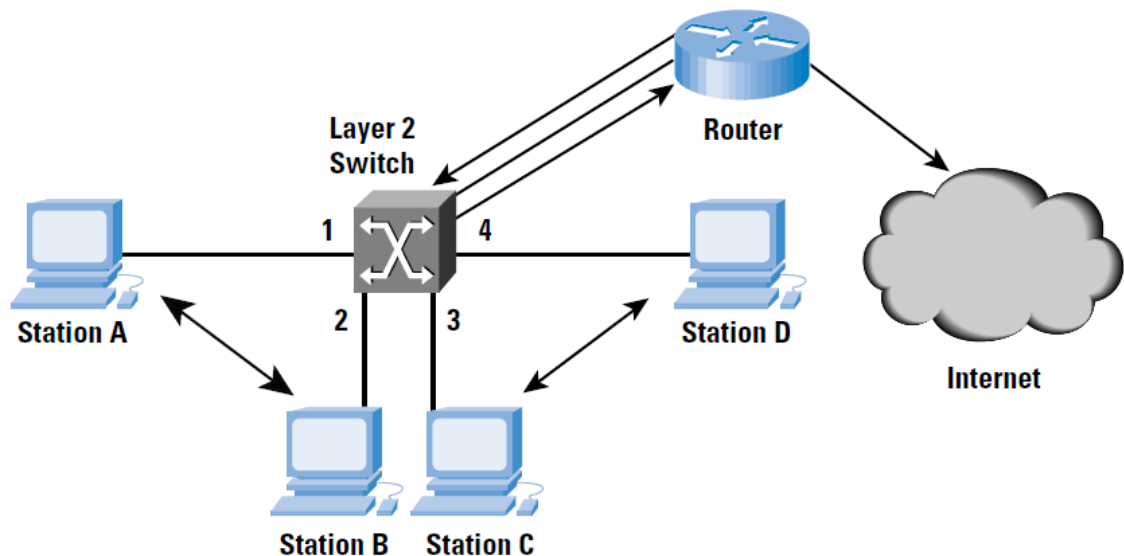 Router
Layer 2
Switch
1
4
2
3
Station A
Station D
Internet
Station B
Station C